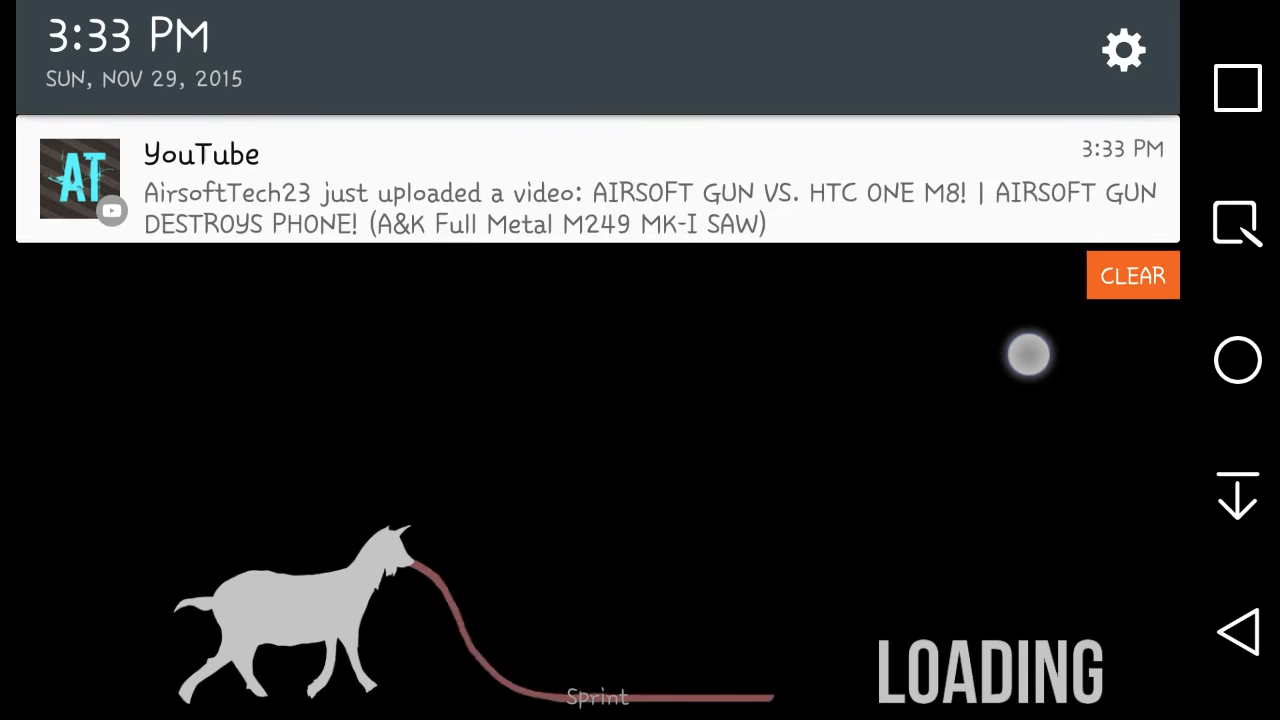 3:33 PM
SUN, NOV 29, 2015
AT
YouTube
3:33 PM
AirsoftTech23 just uploaded a video: AIRSOFT GUN VS. HTC ONE M8! | AIRSOFT GUN
DESTROYS PHONE! (A&K Full Metal M249 MK-I SAW)
CLEAR
LOADING
Sprint